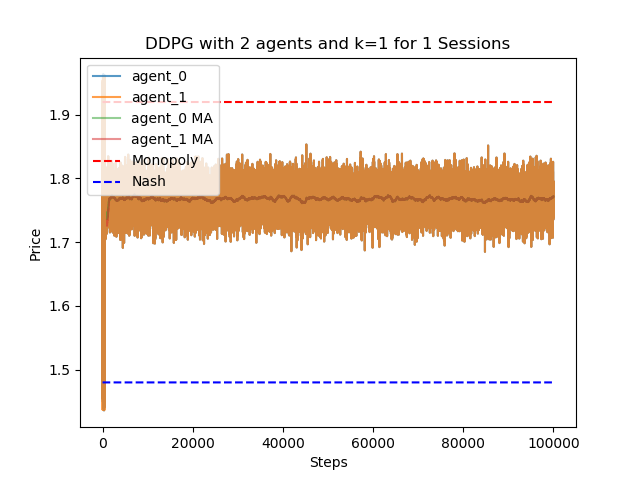 DDPG with 2 agents and k=1 for 1 Sessions
agent_0
agent_1
agent_0 MA
agent_1 MA
Monopoly
Nash
1.9
1.8
1.7
1.6
1.5
Price
0 20000 40000 60000 80000 100000
Steps